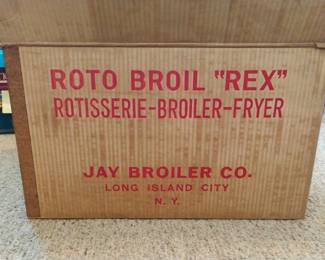 ROTO BROIL "REX"
ROTISSERIE-BROILER-FRYER
JAY BROILER CO.
LONG ISLAND CITY
N. Y.